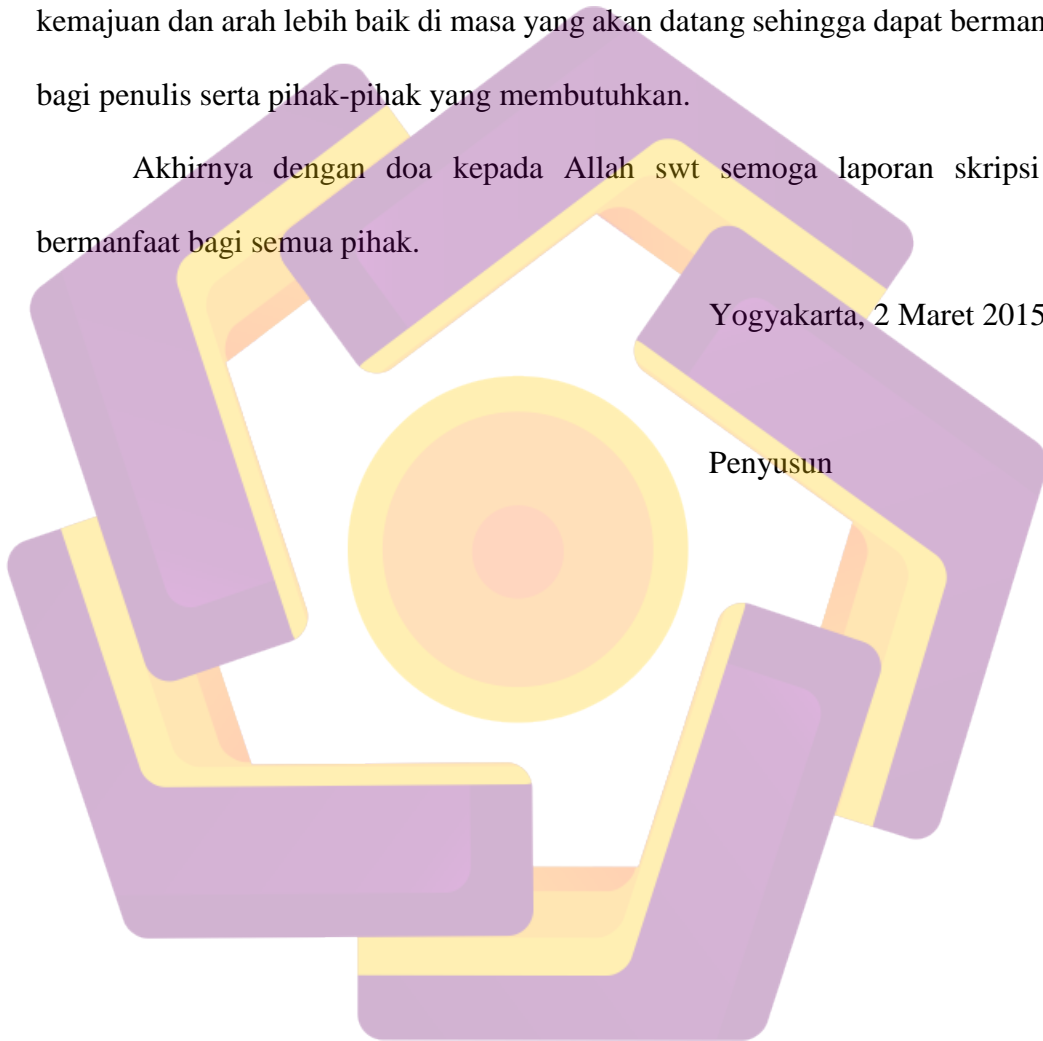 kemajuan dan arah lebih baik di masa yang akan datang sehingga dapat berman
bagi penulis serta pihak-pihak yang membutuhkan.
Akhirnya dengan doa kepada Allah swt semoga laporan skripsi
bermanfaat bagi semua pihak.
Yogyakarta, 2 Maret 2015
Penyusun